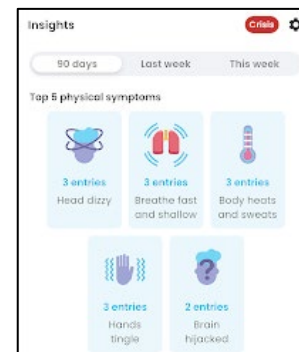 Insights
Crisis
90 days Last week This week
Top 5 physical symptoms
3 entries 3 entries 3 entries
Head dizzy Breathe fast Body heats
and shallow and sweats
?
3 entries 2 entries
Hands Brain
tingle hijacked